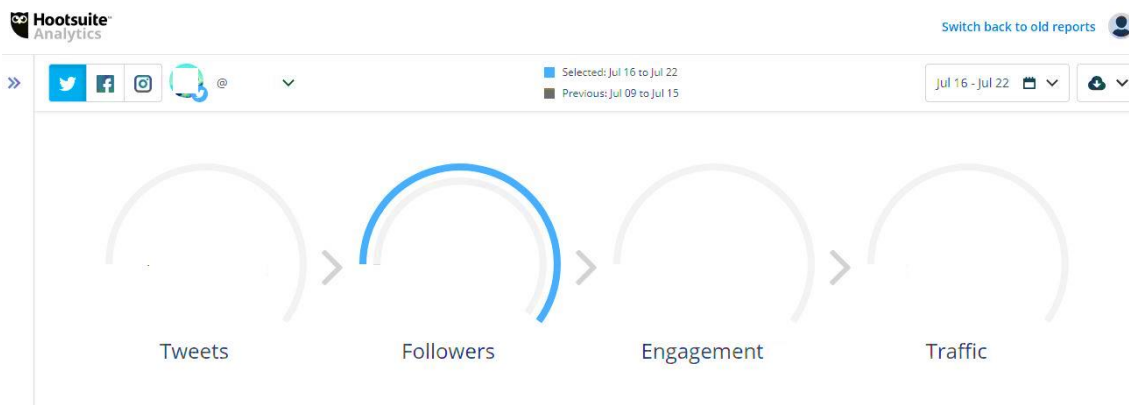 Hootsuite™
Analytics
Switch back to old reports
@
Selected: Jul 16 to Jul 22
Previous: Jul 09 to Jul 15
Jul 16 - Jul 22
Tweets
Followers
Engagement
Traffic